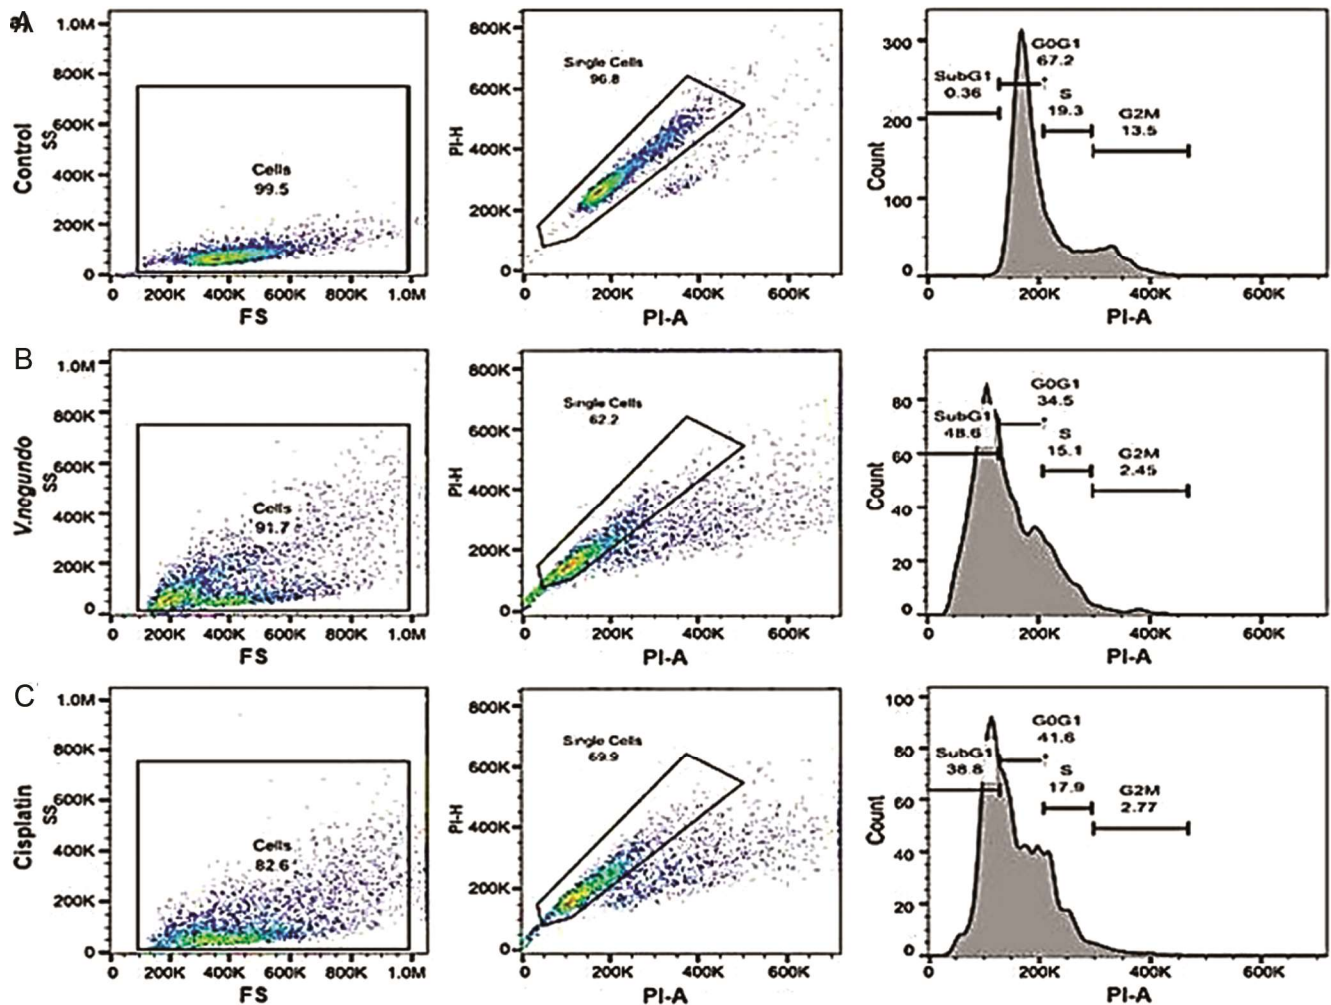 A
Control
SS
1.0M
800K
600K
400K
200K
0
Cells
99.5
0 200K 400K 600K 1.0M
FS
PI-H
800K
600K
400K
200K
0
Single Cells
96.8
0 200K 400K 600K
PI-A
Count
300
200
100
0
SubG1
0.36
G0G1
67.2
S
19.3
G2M
13.5
0 200K 400K 600K
PI-A
B
V.nogundo
SS
1.0M
800K
600K
400K
200K
0
Cells
91.7
0 200K 400K 600K 1.0M
FS
PI-H
800K
600K
400K
200K
0
Single Cells
62.2
0 200K 400K 600K
PI-A
Count
80
60
40
20
0
SubG1
48.6
G0G1
34.5
S
15.1
G2M
2.45
0 200K 400K 600K
PI-A
C
Cisplatin
SS
1.0M
800K
600K
400K
200K
0
Cells
82.6
0 200K 400K 600K 1.0M
FS
PI-H
800K
600K
400K
200K
0
Single Cells
69.9
0 200K 400K 600K
PI-A
Count
100
80
60
40
20
0
SubG1
38.8
G0G1
41.6
S
17.9
G2M
2.77
0 200K 400K 600K
PI-A